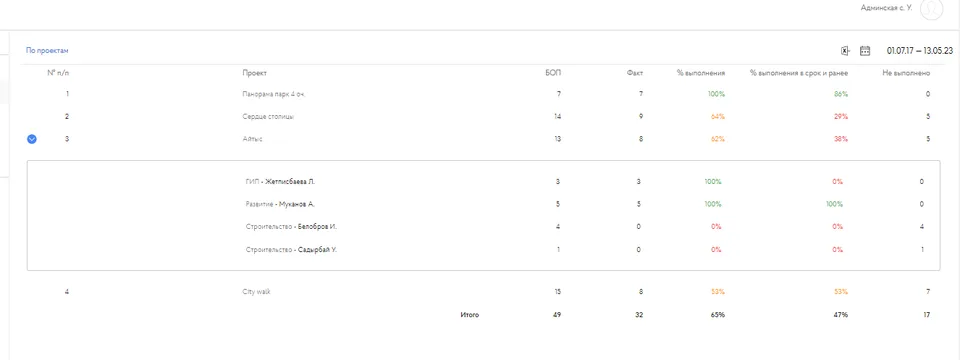 Админская с. У.
По проектам 01.07.17 — 13.05.23
№ п/п Проект БОП Факт % выполнения % выполнения в срок и ранее Не выполнено
1 Панорама парк 4 оч. 7 7 100% 86% 0
2 Сердце столицы 14 9 64% 29% 5
3 Айтыс 13 8 62% 38% 5
ГИП - Жетписбаева Л. 3 3 100% 0% 0
Развитие - Муханов А. 5 5 100% 100% 0
Строительство - Белобров И. 4 0 0% 0% 4
Строительство - Садырбай У. 1 0 0% 0% 1
4 City walk 15 8 53% 53% 7
Итого 49 32 65% 47% 17